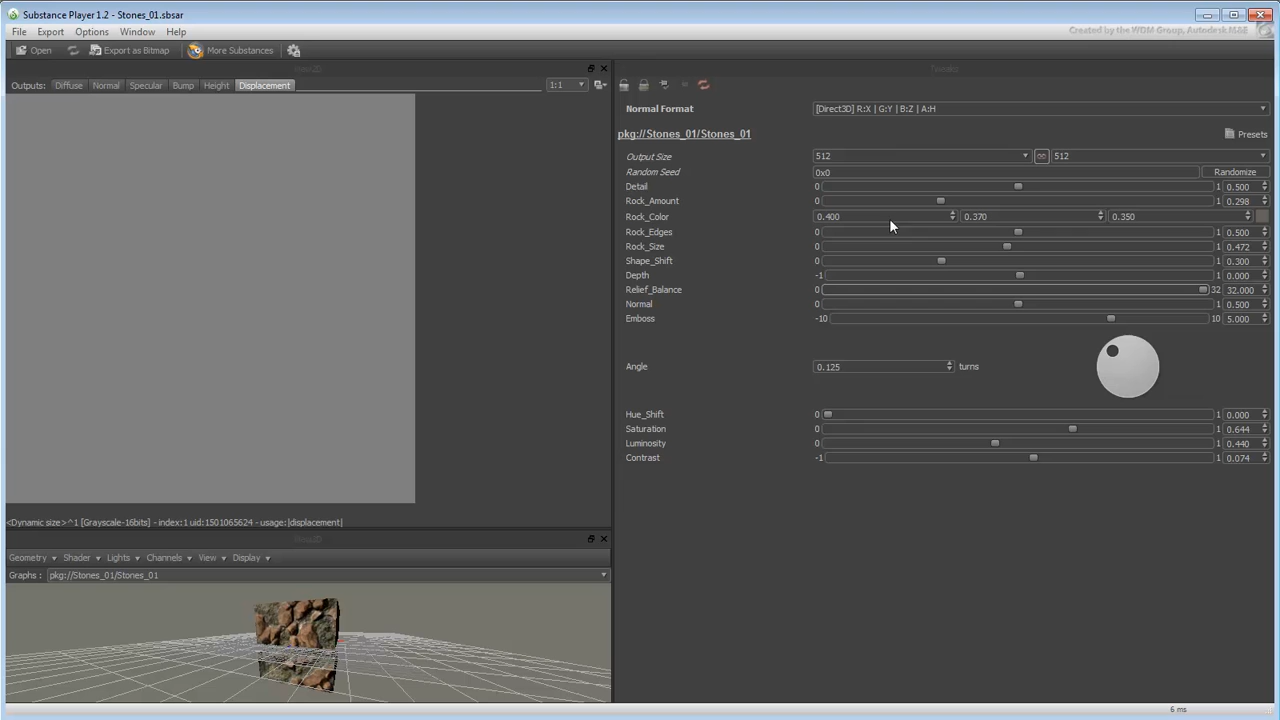 Substance Player 1.2 - Stones_01.sbsar
File Export Options Window Help
Created by the WDM Group, Autodesk M&E
Open Export as Bitmap More Substances
Tweaks
Outputs: Diffuse Normal Specular Bump Height Displacement 1:1
Normal Format [Direct3D] R:X | G:Y | B:Z | A:H
pkg://Stones_01/Stones_01 Presets
Output Size 512 512
Random Seed 0x0 Randomize
Detail 0 1 0.500
Rock_Amount 0 1 0.298
Rock_Color 0.400 0.370 0.350
Rock_Edges 0 1 0.500
Rock_Size 0 1 0.472
Shape_Shift 0 1 0.300
Depth -1 1 0.000
Relief_Balance 0 32 32.000
Normal 0 1 0.500
Emboss -10 10 5.000
Angle 0.125 turns
Hue_Shift 0 1 0.000
Saturation 0 1 0.644
Luminosity 0 1 0.440
Contrast -1 1 0.074
<Dynamic size>^1 [Grayscale-16bits] - index:1 uid:1501065624 - usage:|displacement|
Geometry Shader Lights Channels View Display
Graphs : pkg://Stones_01/Stones_01
6 ms